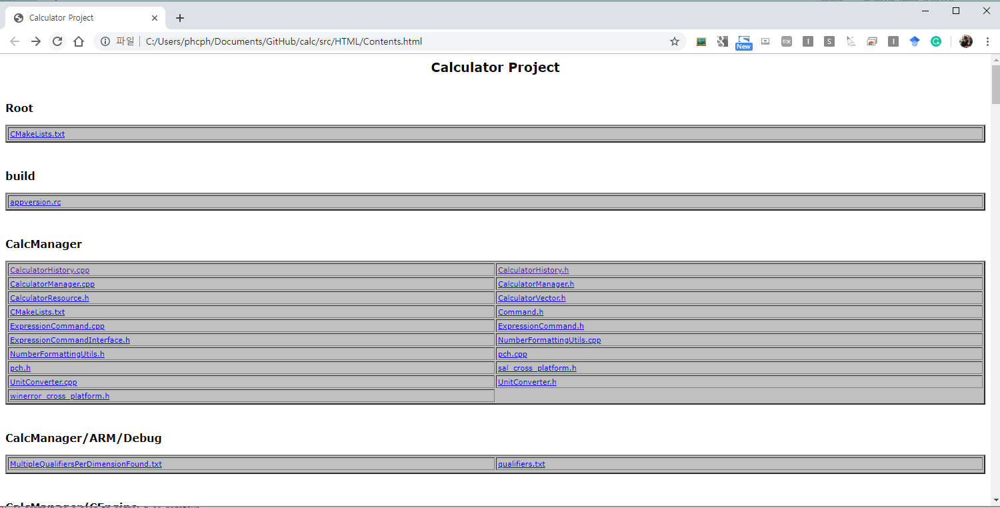 Calculator Project
파일 C:/Users/phcph/Documents/GitHub/calc/src/HTML/Contents.html
New
Calculator Project
Root
CMakeLists.txt
build
appversion.rc
CalcManager
CalculatorHistory.cpp CalculatorHistory.h
CalculatorManager.cpp CalculatorManager.h
CalculatorResource.h CalculatorVector.h
CMakeLists.txt Command.h
ExpressionCommand.cpp ExpressionCommand.h
ExpressionCommandInterface.h NumberFormattingUtils.cpp
NumberFormattingUtils.h pch.cpp
pch.h sal_cross_platform.h
UnitConverter.cpp UnitConverter.h
winerror_cross_platform.h
CalcManager/ARM/Debug
MultipleQualifiersPerDimensionFound.txt qualifiers.txt
CalcManager/CEngine